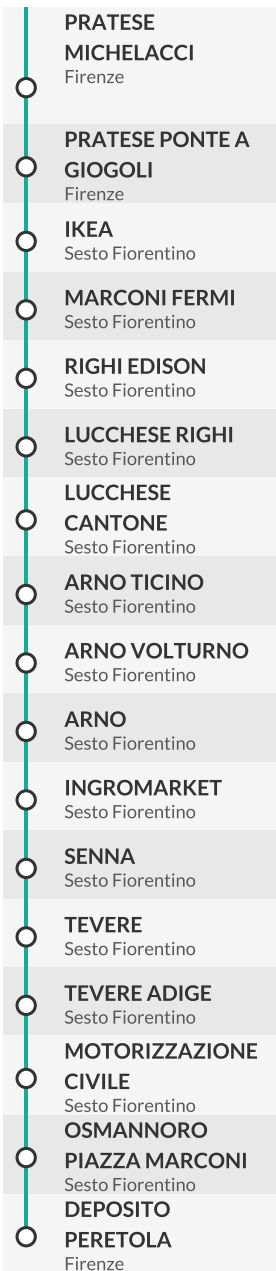 PRATESE
MICHELACCI
Firenze
PRATESE PONTE A
GIOGOLI
Firenze
IKEA
Sesto Fiorentino
MARCONI FERMI
Sesto Fiorentino
RIGHI EDISON
Sesto Fiorentino
LUCCHESE RIGHI
Sesto Fiorentino
LUCCHESE
CANTONE
Sesto Fiorentino
ARNO TICINO
Sesto Fiorentino
ARNO VOLTURNO
Sesto Fiorentino
ARNO
Sesto Fiorentino
INGROMARKET
Sesto Fiorentino
SENNA
Sesto Fiorentino
TEVERE
Sesto Fiorentino
TEVERE ADIGE
Sesto Fiorentino
MOTORIZZAZIONE
CIVILE
Sesto Fiorentino
OSMANNORO
PIAZZA MARCONI
Sesto Fiorentino
DEPOSITO
PERETOLA
Firenze